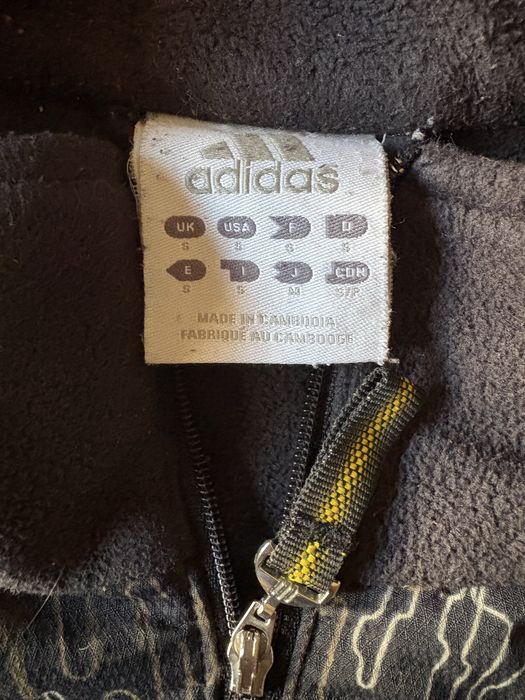 adidas
UK USA F D
S S S S
E I J CDN
S S M S/P
MADE IN CAMBODIA
FABRIQUÉ AU CAMBODGE